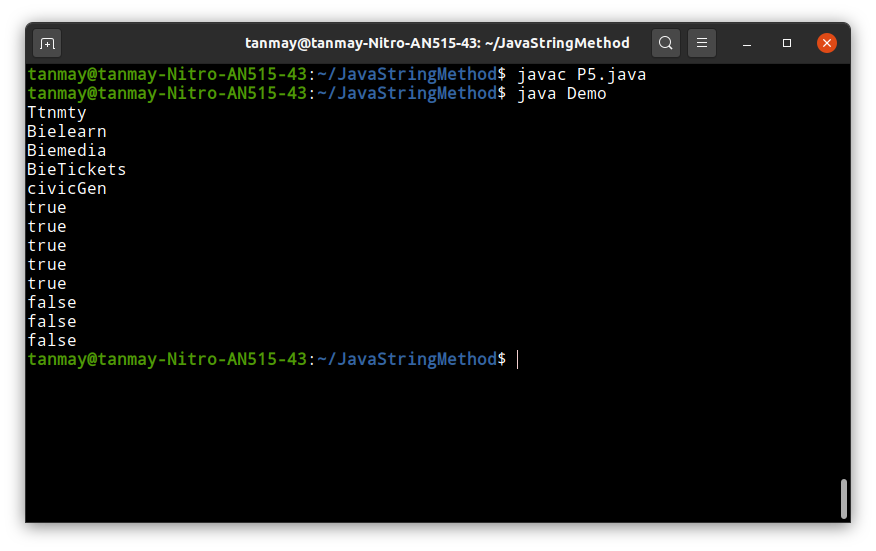 tanmay@tanmay-Nitro-AN515-43: ~/JavaStringMethod
tanmay@tanmay-Nitro-AN515-43:~/JavaStringMethod$ javac P5.java
tanmay@tanmay-Nitro-AN515-43:~/JavaStringMethod$ java Demo
Ttnmty
Bielearn
Biemedia
BieTickets
civicGen
true
true
true
true
true
false
false
false
tanmay@tanmay-Nitro-AN515-43:~/JavaStringMethod$